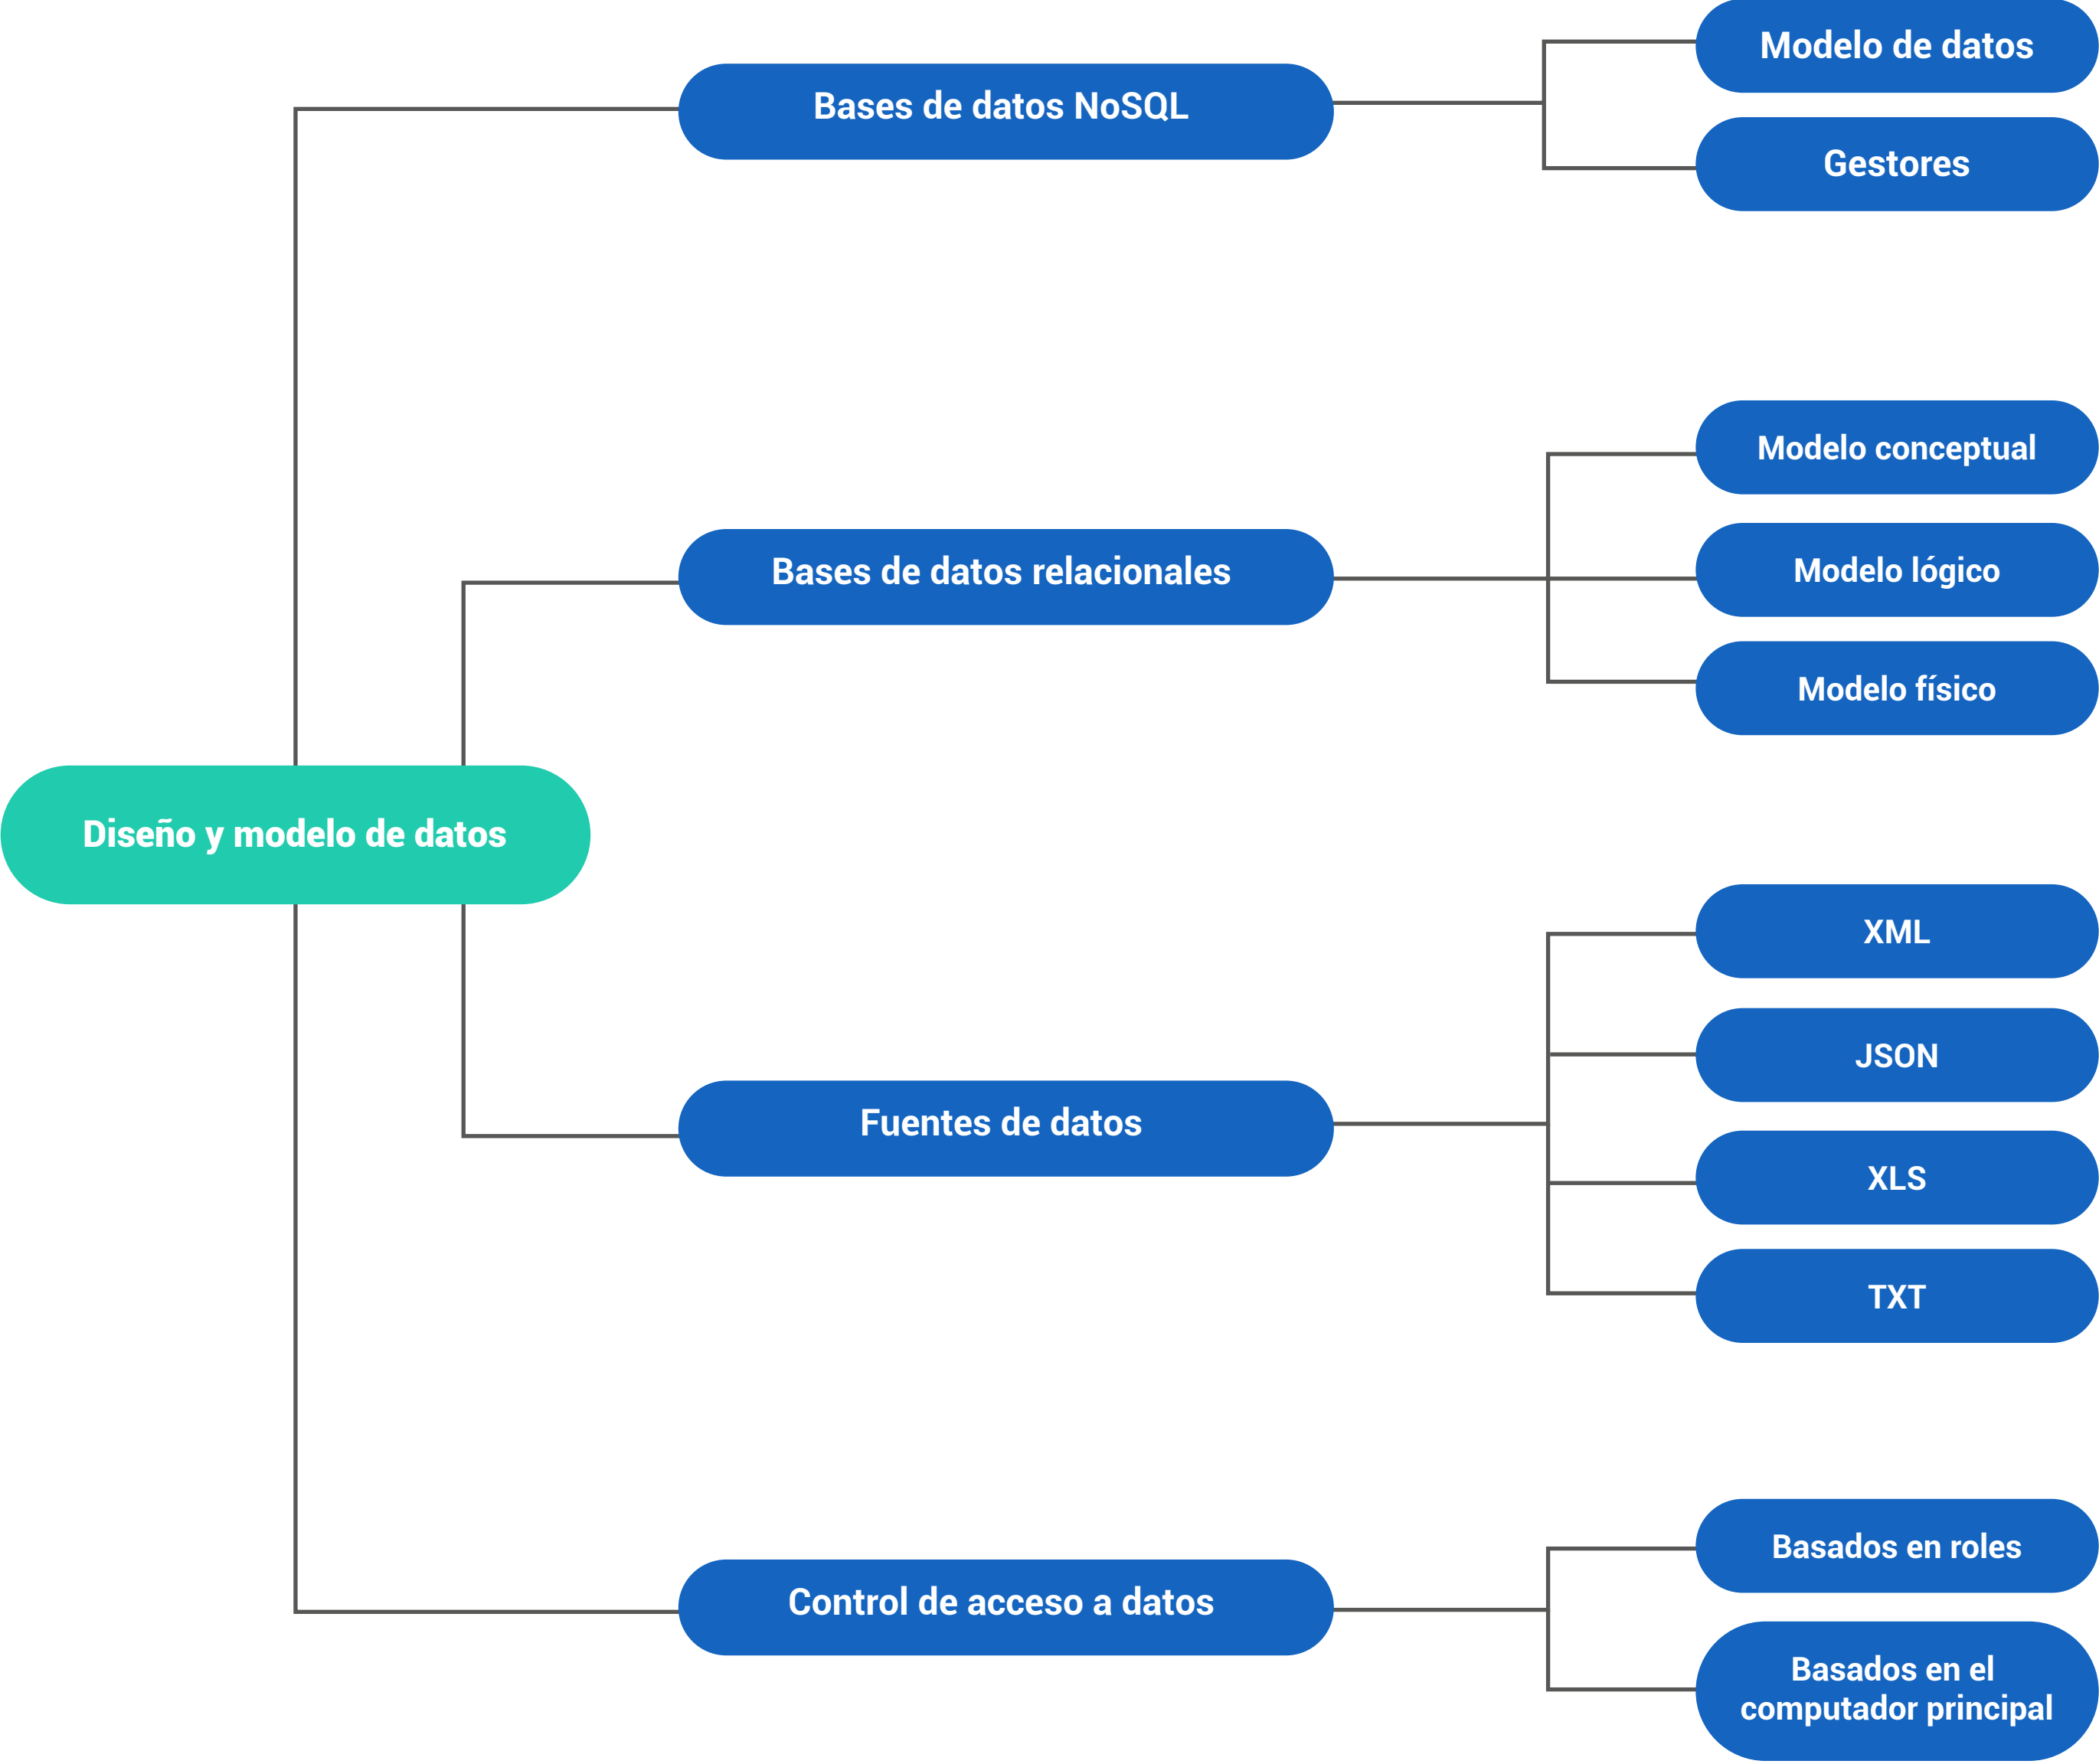 Diseño y modelo de datos
Bases de datos NoSQL
Modelo de datos
Gestores
Bases de datos relacionales
Modelo conceptual
Modelo lógico
Modelo físico
Fuentes de datos
XML
JSON
XLS
TXT
Control de acceso a datos
Basados en roles
Basados en el
computador principal